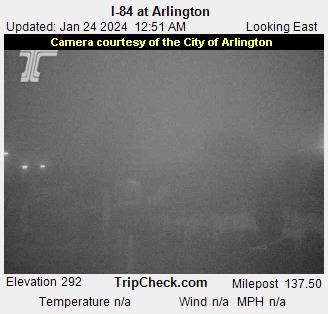 I-84 at Arlington
Updated: Jan 24 2024 12:51 AM Looking East
Camera courtesy of the City of Arlington
Elevation 292 TripCheck.com Milepost 137.50
Temperature n/a Wind n/a MPH n/a